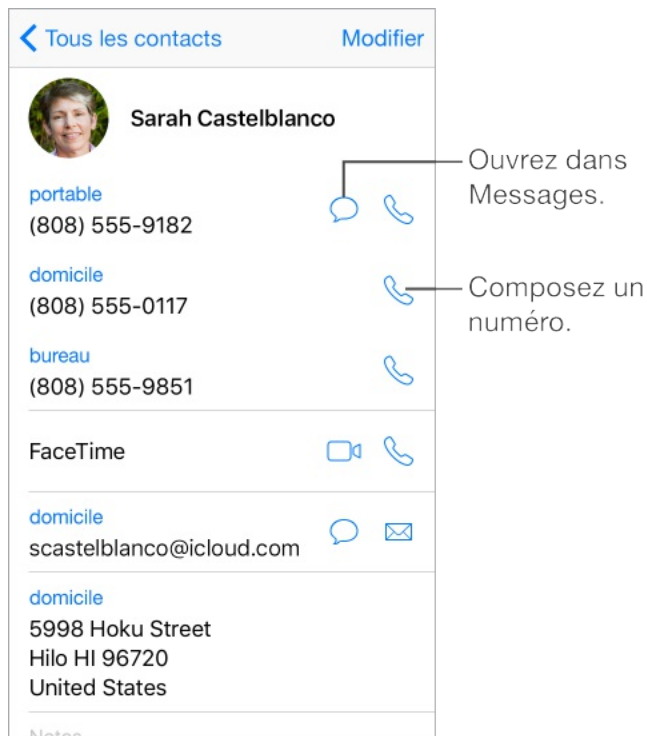 Tous les contacts Modifier
Sarah Castelblanco
portable
(808) 555-9182
Ouvrez dans
Messages.
domicile
(808) 555-0117
Composez un
numéro.
bureau
(808) 555-9851
FaceTime
domicile
scastelblanco@icloud.com
domicile
5998 Hoku Street
Hilo HI 96720
United States
Notes